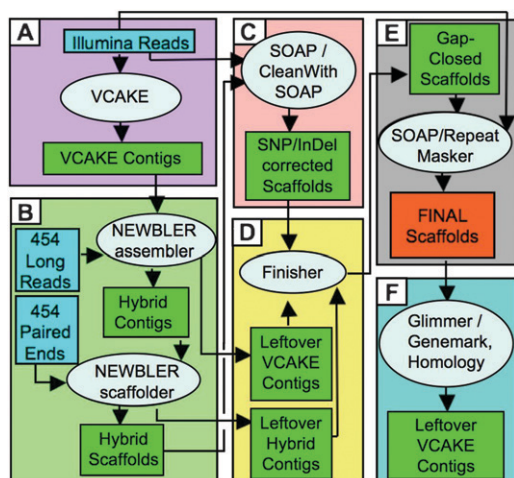 A
Illumina Reads
VCAKE
VCAKE Contigs
B
454
Long
Reads
NEWBLER
assembler
Hybrid
Contigs
454
Paired
Ends
NEWBLER
scaffolder
Hybrid
Scaffolds
C
SOAP /
CleanWith
SOAP
SNP/InDel
corrected
Scaffolds
D
Finisher
Leftover
VCAKE
Contigs
Leftover
Hybrid
Contigs
E
Gap-
Closed
Scaffolds
SOAP/Repeat
Masker
FINAL
Scaffolds
F
Glimmer /
Genemark,
Homology
Leftover
VCAKE
Contigs